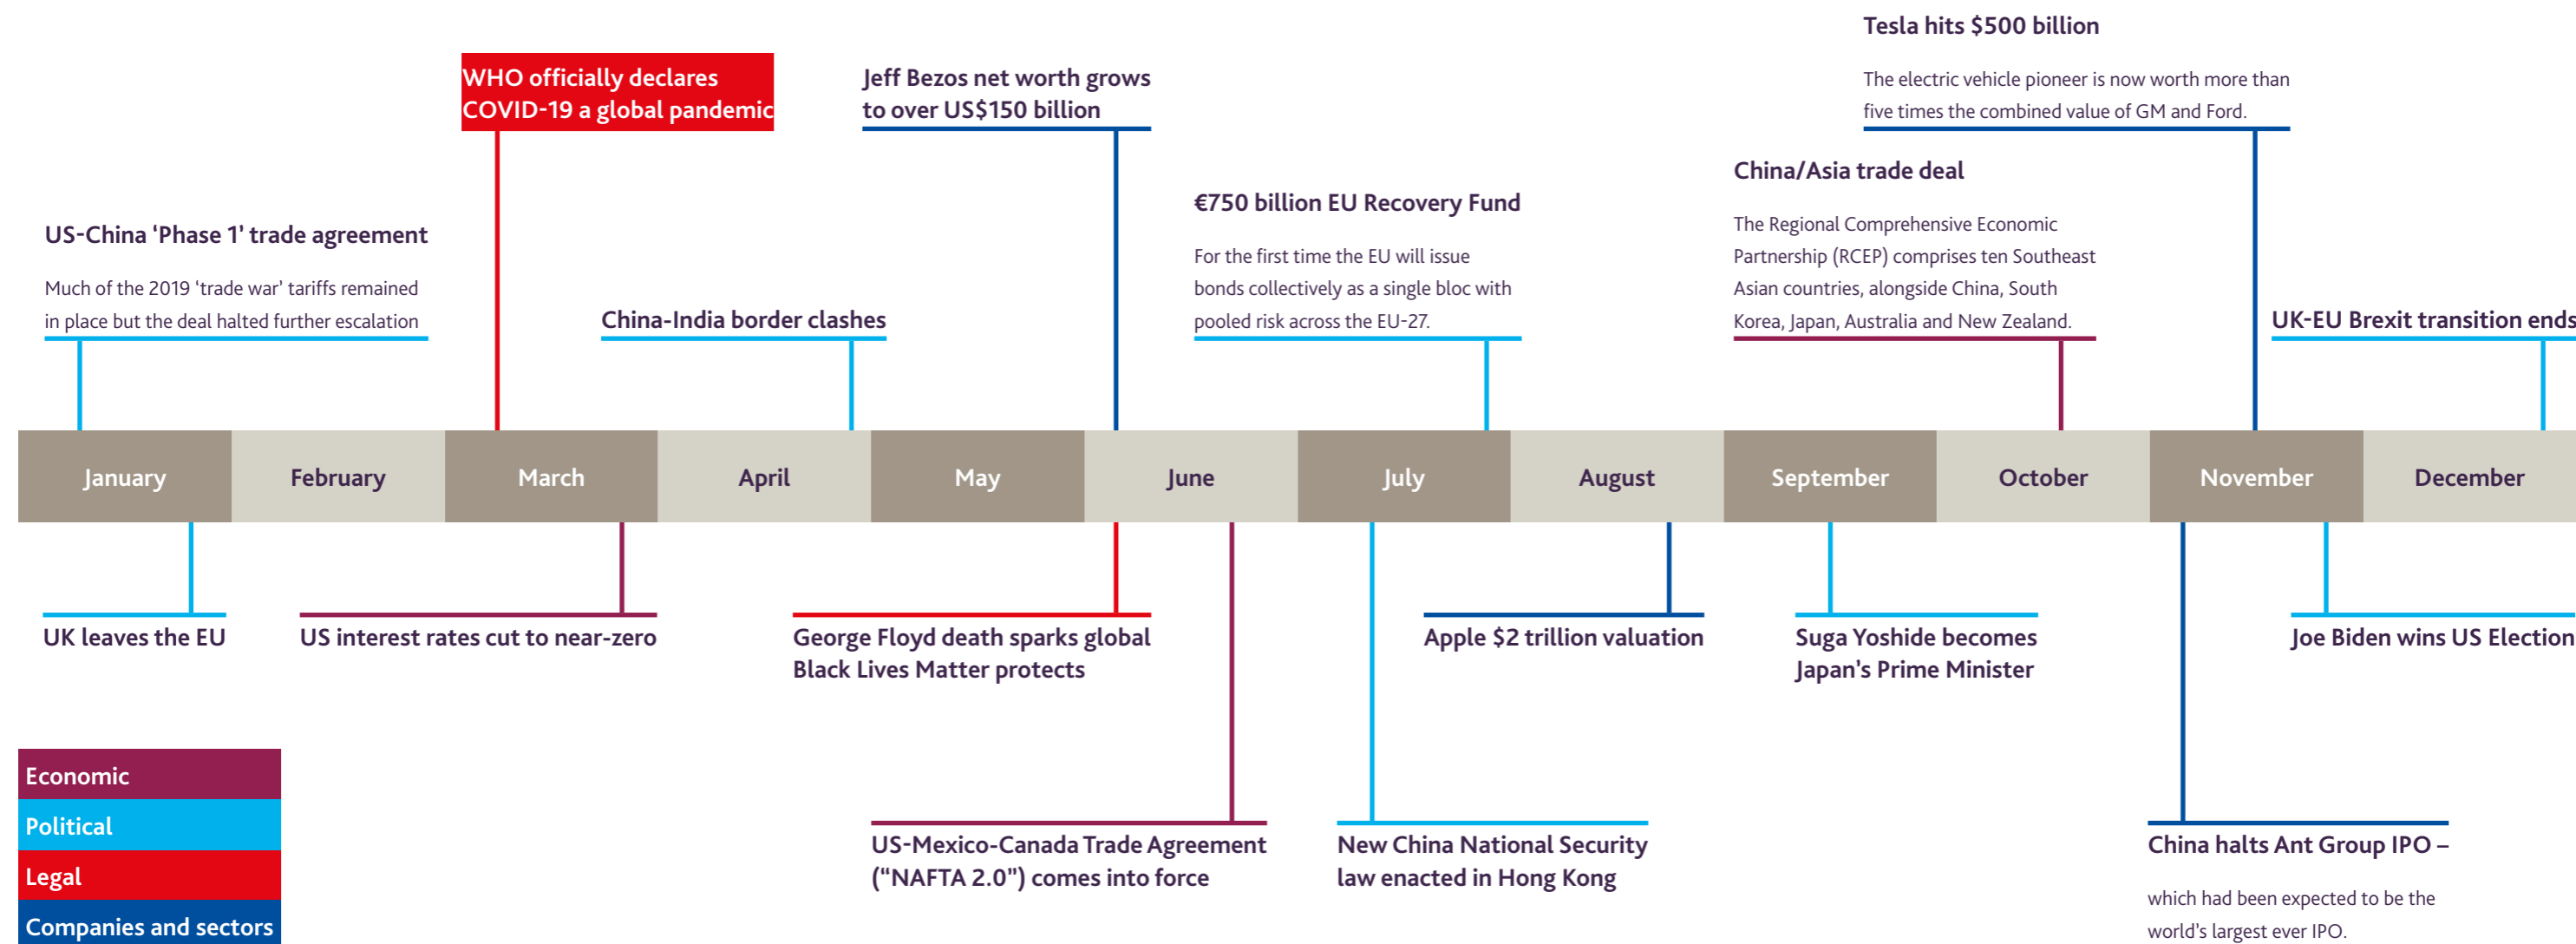 Tesla hits $500 billion
The electric vehicle pioneer is now worth more than
five times the combined value of GM and Ford.
WHO officially declares
COVID-19 a global pandemic
Jeff Bezos net worth grows
to over US$150 billion
China/Asia trade deal
The Regional Comprehensive Economic
Partnership (RCEP) comprises ten Southeast
Asian countries, alongside China, South
Korea, Japan, Australia and New Zealand.
€750 billion EU Recovery Fund
For the first time the EU will issue
bonds collectively as a single bloc with
pooled risk across the EU-27.
US-China ‘Phase 1’ trade agreement
Much of the 2019 ‘trade war’ tariffs remained
in place but the deal halted further escalation
China-India border clashes
UK-EU Brexit transition ends
January
February
March
April
May
June
July
August
September
October
November
December
UK leaves the EU
US interest rates cut to near-zero
George Floyd death sparks global
Black Lives Matter protects
Apple $2 trillion valuation
Suga Yoshide becomes
Japan’s Prime Minister
Joe Biden wins US Election
Economic
Political
Legal
Companies and sectors
US-Mexico-Canada Trade Agreement
(“NAFTA 2.0”) comes into force
New China National Security
law enacted in Hong Kong
China halts Ant Group IPO –
which had been expected to be the
world’s largest ever IPO.